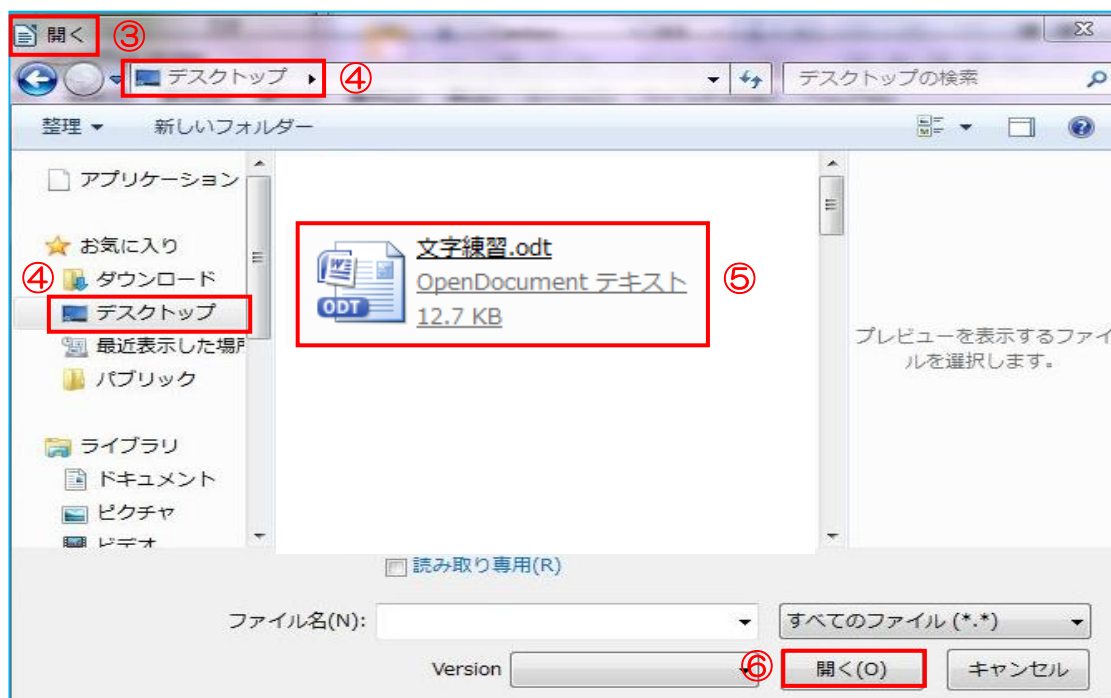 開く ③
デスクトップ ④ デスクトップの検索
整理 新しいフォルダー
アプリケーション
お気に入り
④ ダウンロード
デスクトップ
最近表示した場所
パブリック
ライブラリ
ドキュメント
ピクチャ
ビデオ
文字練習.odt
OpenDocument テキスト
12.7 KB
ODT
⑤
プレビューを表示するファイ
ルを選択します。
読み取り専用(R)
ファイル名(N): すべてのファイル (*.*)
Version ⑥ 開く(O) キャンセル